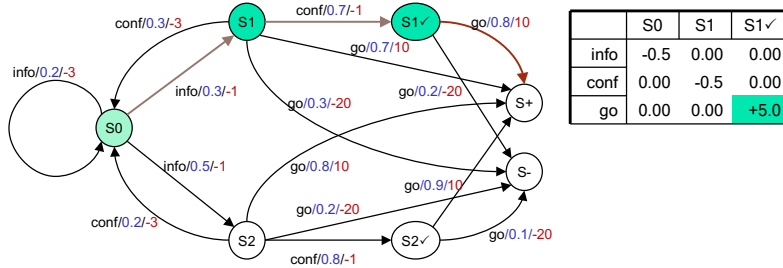 S1
conf/0.7/-1
S1✓
go/0.8/10
conf/0.3/-3
go/0.7/10
info/0.2/-3
info/0.3/-1
go/0.3/-20
go/0.2/-20
S+
S0
info/0.5/-1
go/0.8/10
S-
conf/0.2/-3
go/0.9/10
go/0.2/-20
S2
conf/0.8/-1
S2✓
go/0.1/-20
S0 S1 S1✓
info -0.5 0.00 0.00
conf 0.00 -0.5 0.00
go 0.00 0.00 +5.0